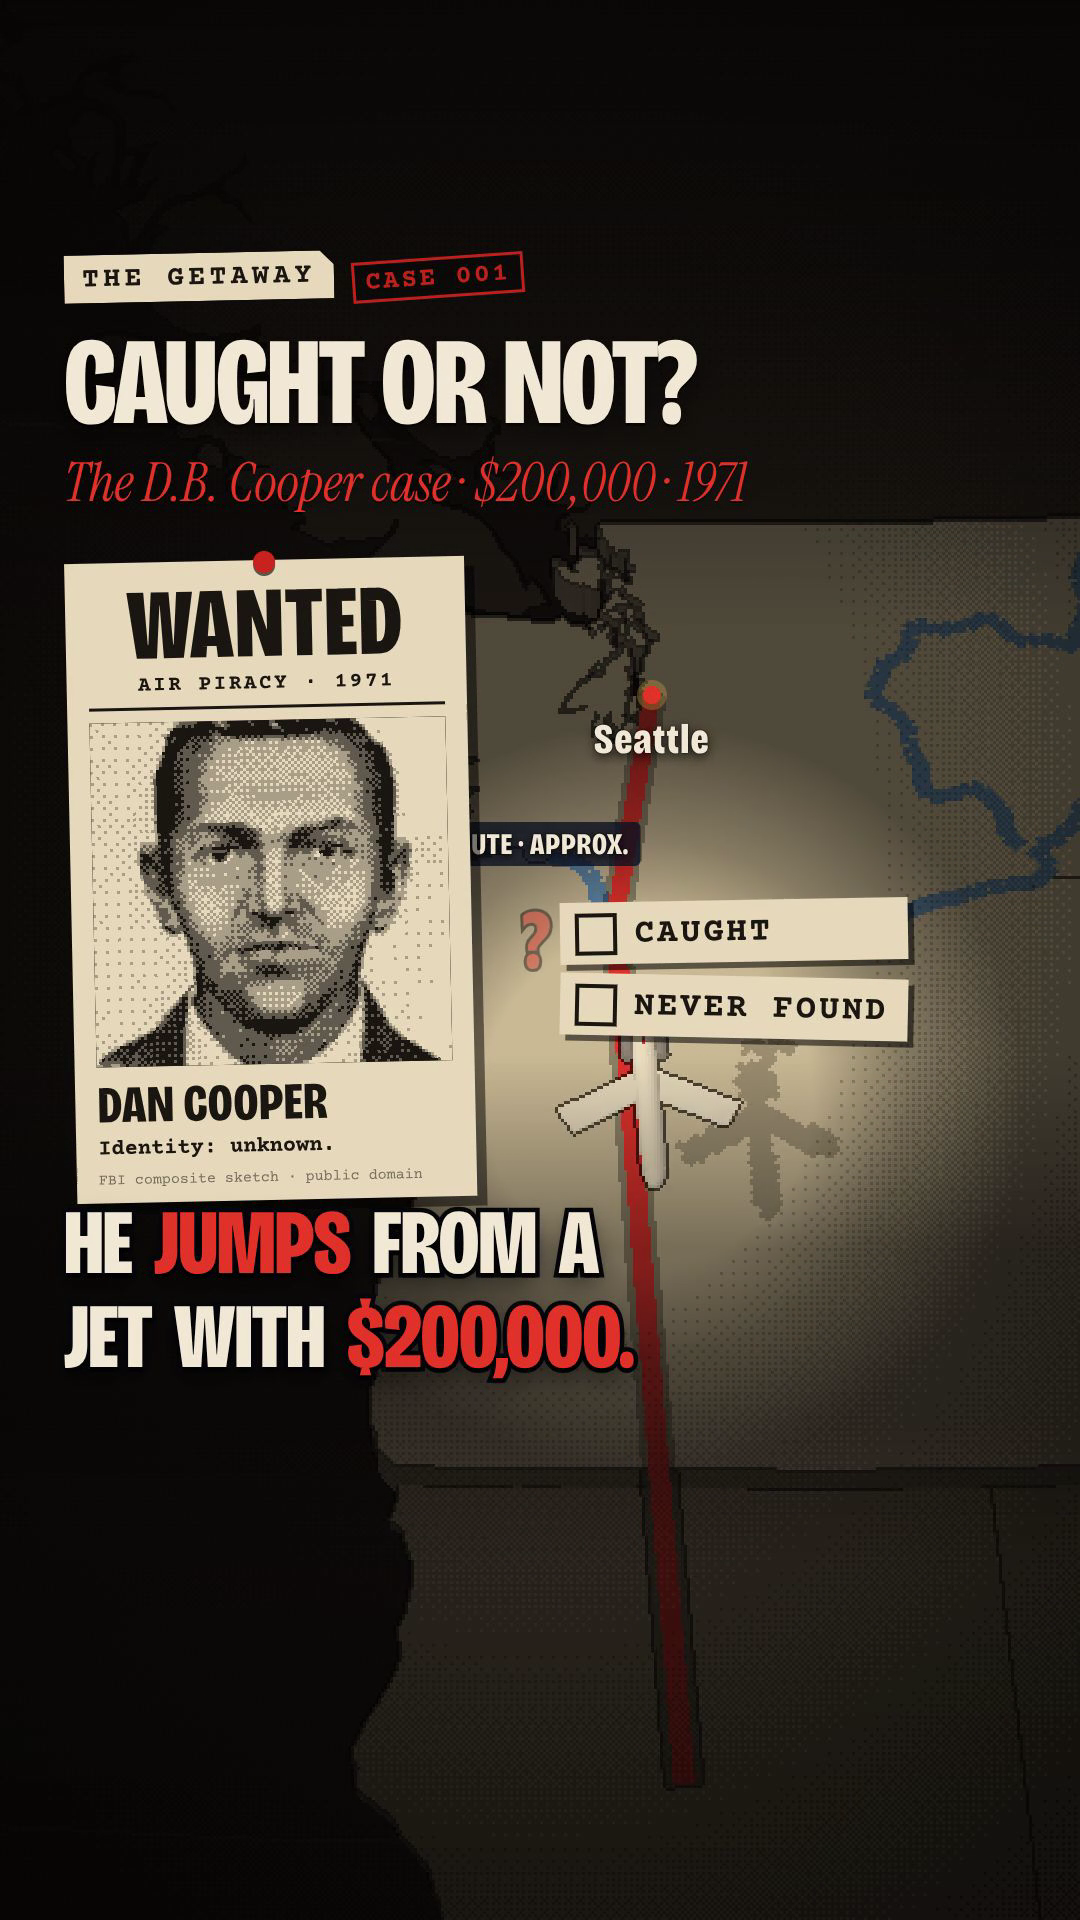 THE GETAWAY
CASE 001
CAUGHT OR NOT?
The D.B. Cooper case · $200,000 · 1971
WANTED
AIR PIRACY · 1971
Seattle
· APPROX.
?
CAUGHT
NEVER FOUND
DAN COOPER
Identity: unknown.
FBI composite sketch · public domain
HE JUMPS FROM A
JET WITH $200,000.